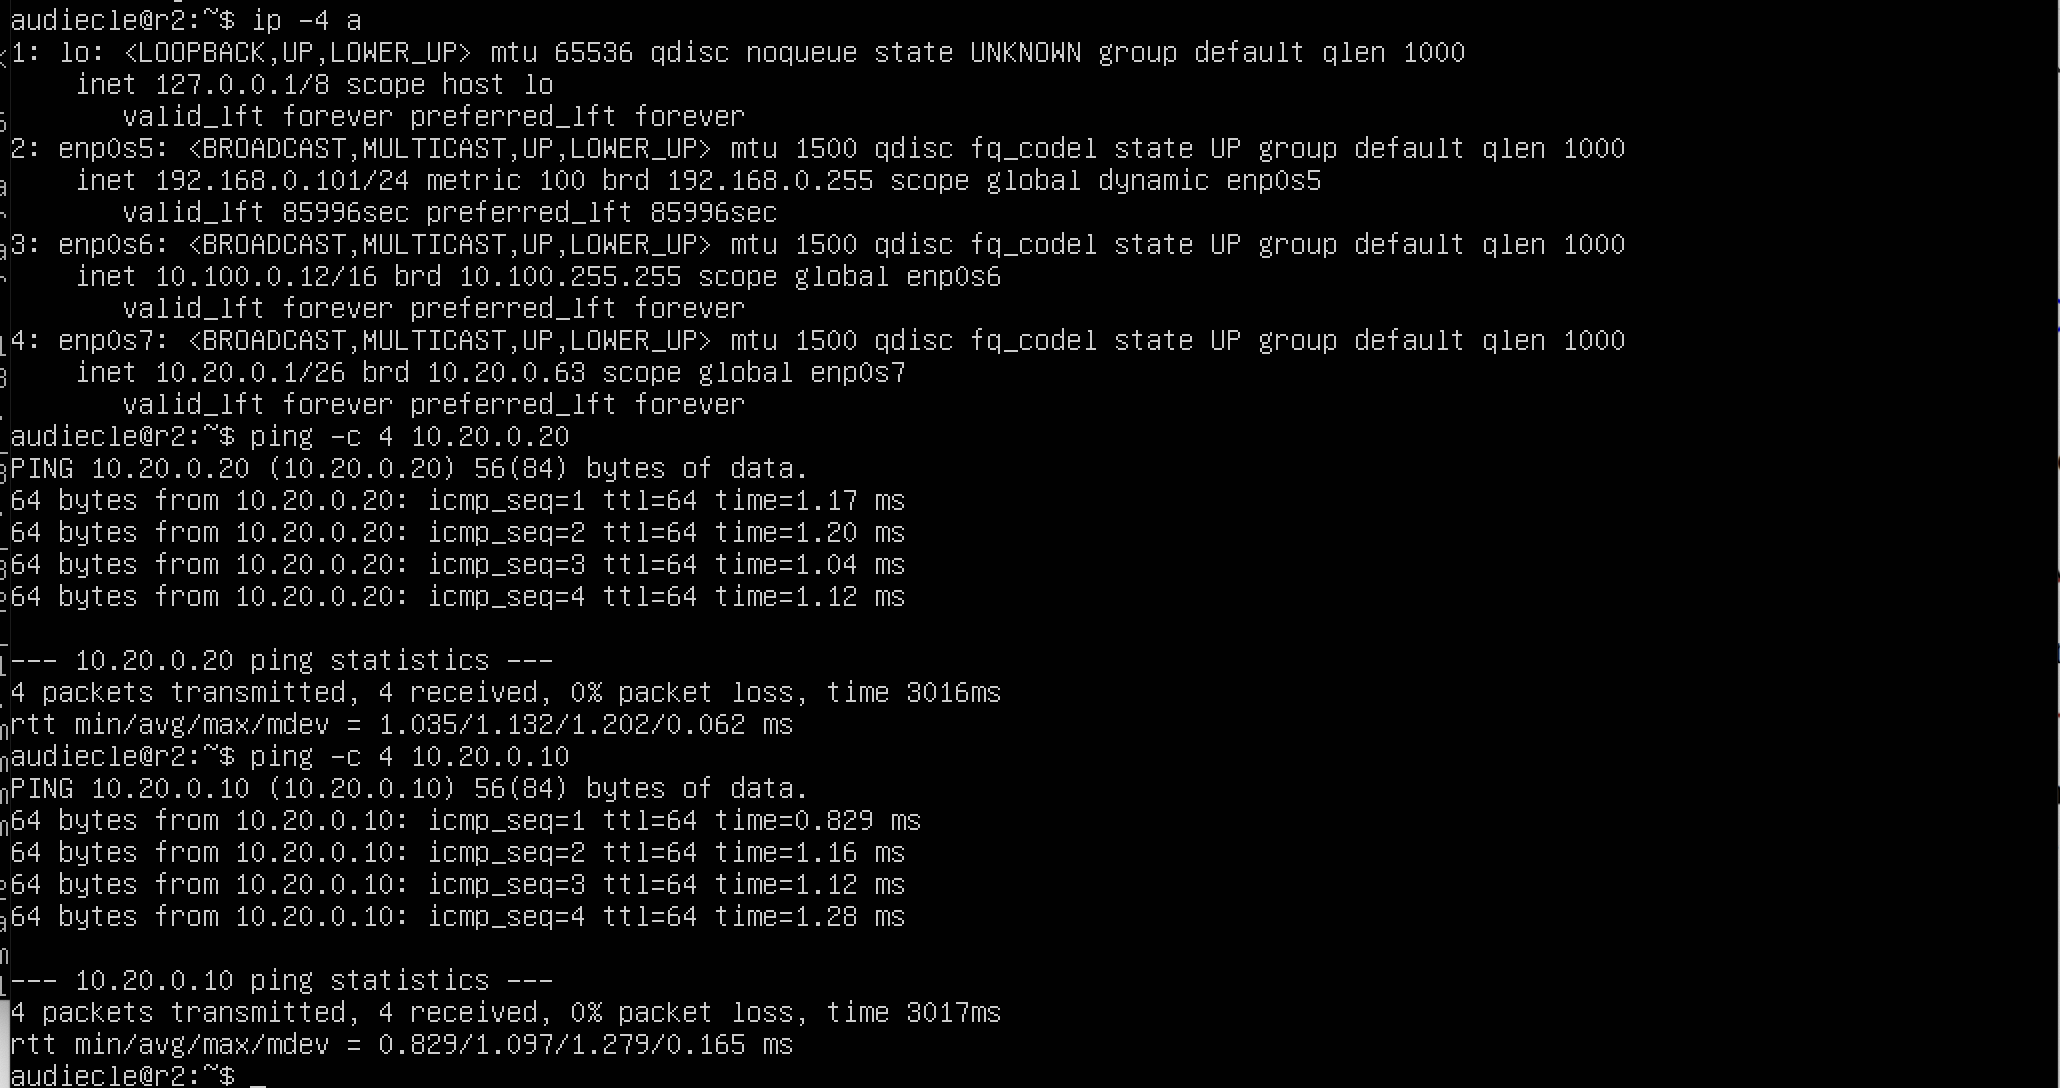 audiecle@r2:~$ ip -4 a
1: lo: <LOOPBACK,UP,LOWER_UP> mtu 65536 qdisc noqueue state UNKNOWN group default qlen 1000
    inet 127.0.0.1/8 scope host lo
       valid_lft forever preferred_lft forever
2: enp0s5: <BROADCAST,MULTICAST,UP,LOWER_UP> mtu 1500 qdisc fq_codel state UP group default qlen 1000
    inet 192.168.0.101/24 metric 100 brd 192.168.0.255 scope global dynamic enp0s5
       valid_lft 85996sec preferred_lft 85996sec
3: enp0s6: <BROADCAST,MULTICAST,UP,LOWER_UP> mtu 1500 qdisc fq_codel state UP group default qlen 1000
    inet 10.100.0.12/16 brd 10.100.255.255 scope global enp0s6
       valid_lft forever preferred_lft forever
4: enp0s7: <BROADCAST,MULTICAST,UP,LOWER_UP> mtu 1500 qdisc fq_codel state UP group default qlen 1000
    inet 10.20.0.1/26 brd 10.20.0.63 scope global enp0s7
       valid_lft forever preferred_lft forever
audiecle@r2:~$ ping -c 4 10.20.0.20
PING 10.20.0.20 (10.20.0.20) 56(84) bytes of data.
64 bytes from 10.20.0.20: icmp_seq=1 ttl=64 time=1.17 ms
64 bytes from 10.20.0.20: icmp_seq=2 ttl=64 time=1.20 ms
64 bytes from 10.20.0.20: icmp_seq=3 ttl=64 time=1.04 ms
64 bytes from 10.20.0.20: icmp_seq=4 ttl=64 time=1.12 ms

--- 10.20.0.20 ping statistics ---
4 packets transmitted, 4 received, 0% packet loss, time 3016ms
rtt min/avg/max/mdev = 1.035/1.132/1.202/0.062 ms
audiecle@r2:~$ ping -c 4 10.20.0.10
PING 10.20.0.10 (10.20.0.10) 56(84) bytes of data.
64 bytes from 10.20.0.10: icmp_seq=1 ttl=64 time=0.829 ms
64 bytes from 10.20.0.10: icmp_seq=2 ttl=64 time=1.16 ms
64 bytes from 10.20.0.10: icmp_seq=3 ttl=64 time=1.12 ms
64 bytes from 10.20.0.10: icmp_seq=4 ttl=64 time=1.28 ms

--- 10.20.0.10 ping statistics ---
4 packets transmitted, 4 received, 0% packet loss, time 3017ms
rtt min/avg/max/mdev = 0.829/1.097/1.279/0.165 ms
audiecle@r2:~$ _